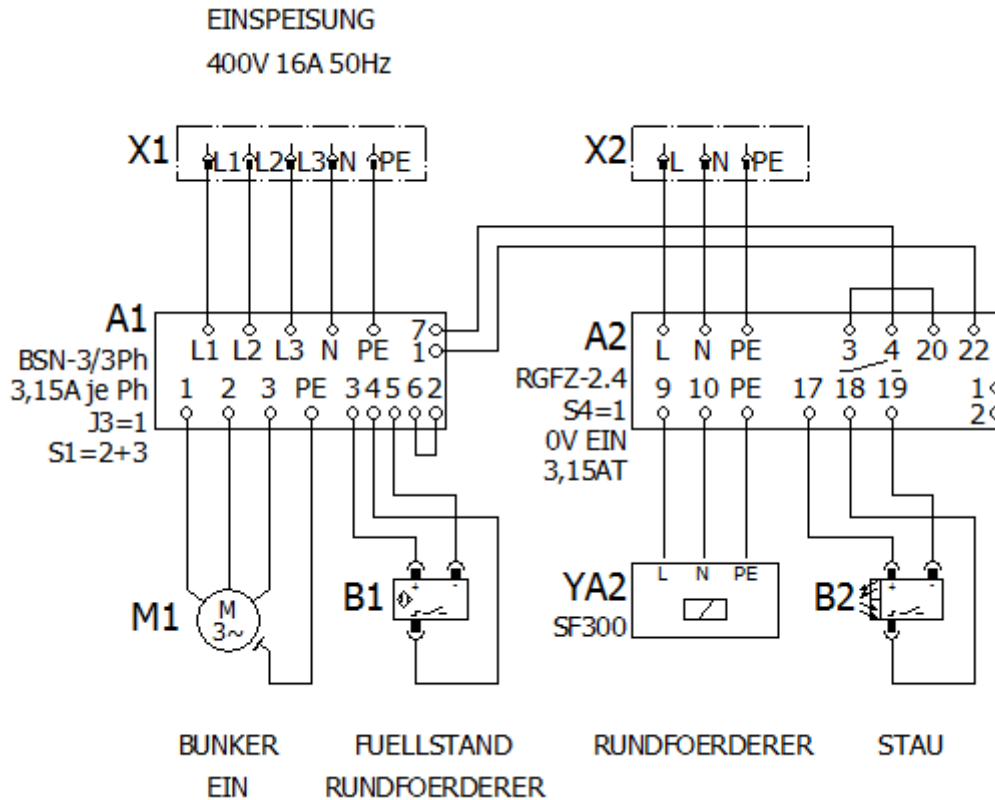 EINSPEISUNG
400V 16A 50Hz
X1 L1 L2 L3 N PE
X2 L N PE
A1
L1 L2 L3 N PE 7
1
BSN-3/3Ph
3,15A je Ph
J3=1
S1=2+3
1 2 3 PE 3 4 5 6 2
A2
L N PE 3 4 20 22
RGFZ-2.4
S4=1
0V EIN
3,15AT
9 10 PE 17 18 19 1
2
M1
M
3~
B1
+ -
YA2
SF300
L N PE
B2
+ -
BUNKER
EIN
FUELLSTAND
RUNDFOERDERER
RUNDFOERDERER
STAU